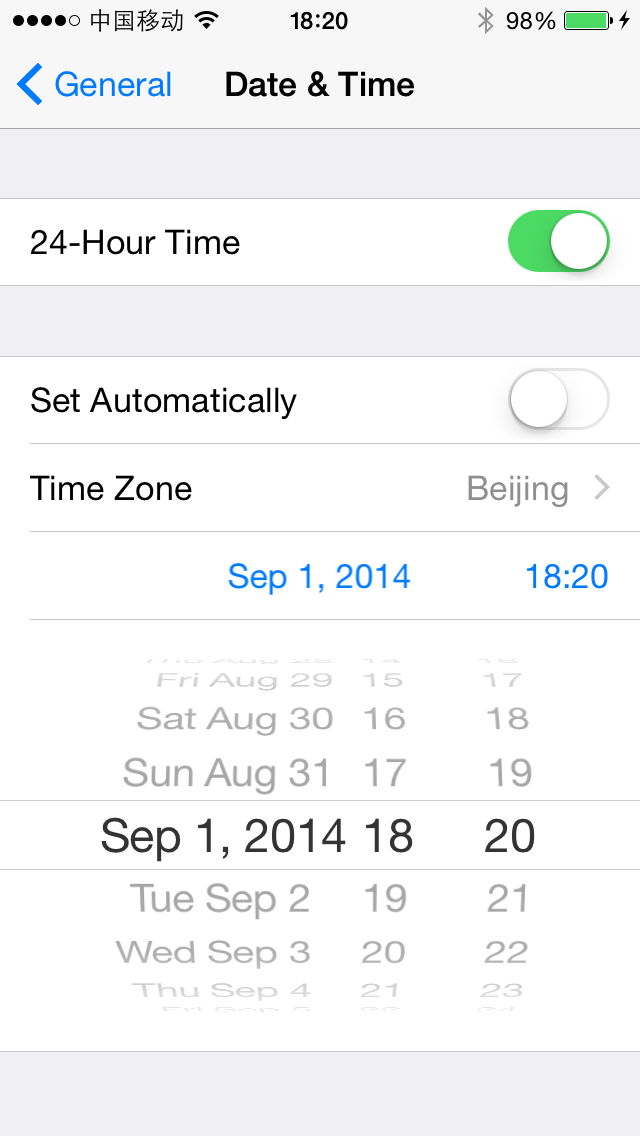 中国移动 18:20 98%
General Date & Time
24-Hour Time
Set Automatically
Time Zone Beijing
Sep 1, 2014 18:20
Fri Aug 29 15 17
Sat Aug 30 16 18
Sun Aug 31 17 19
Sep 1, 2014 18 20
Tue Sep 2 19 21
Wed Sep 3 20 22
Thu Sep 4 21 23